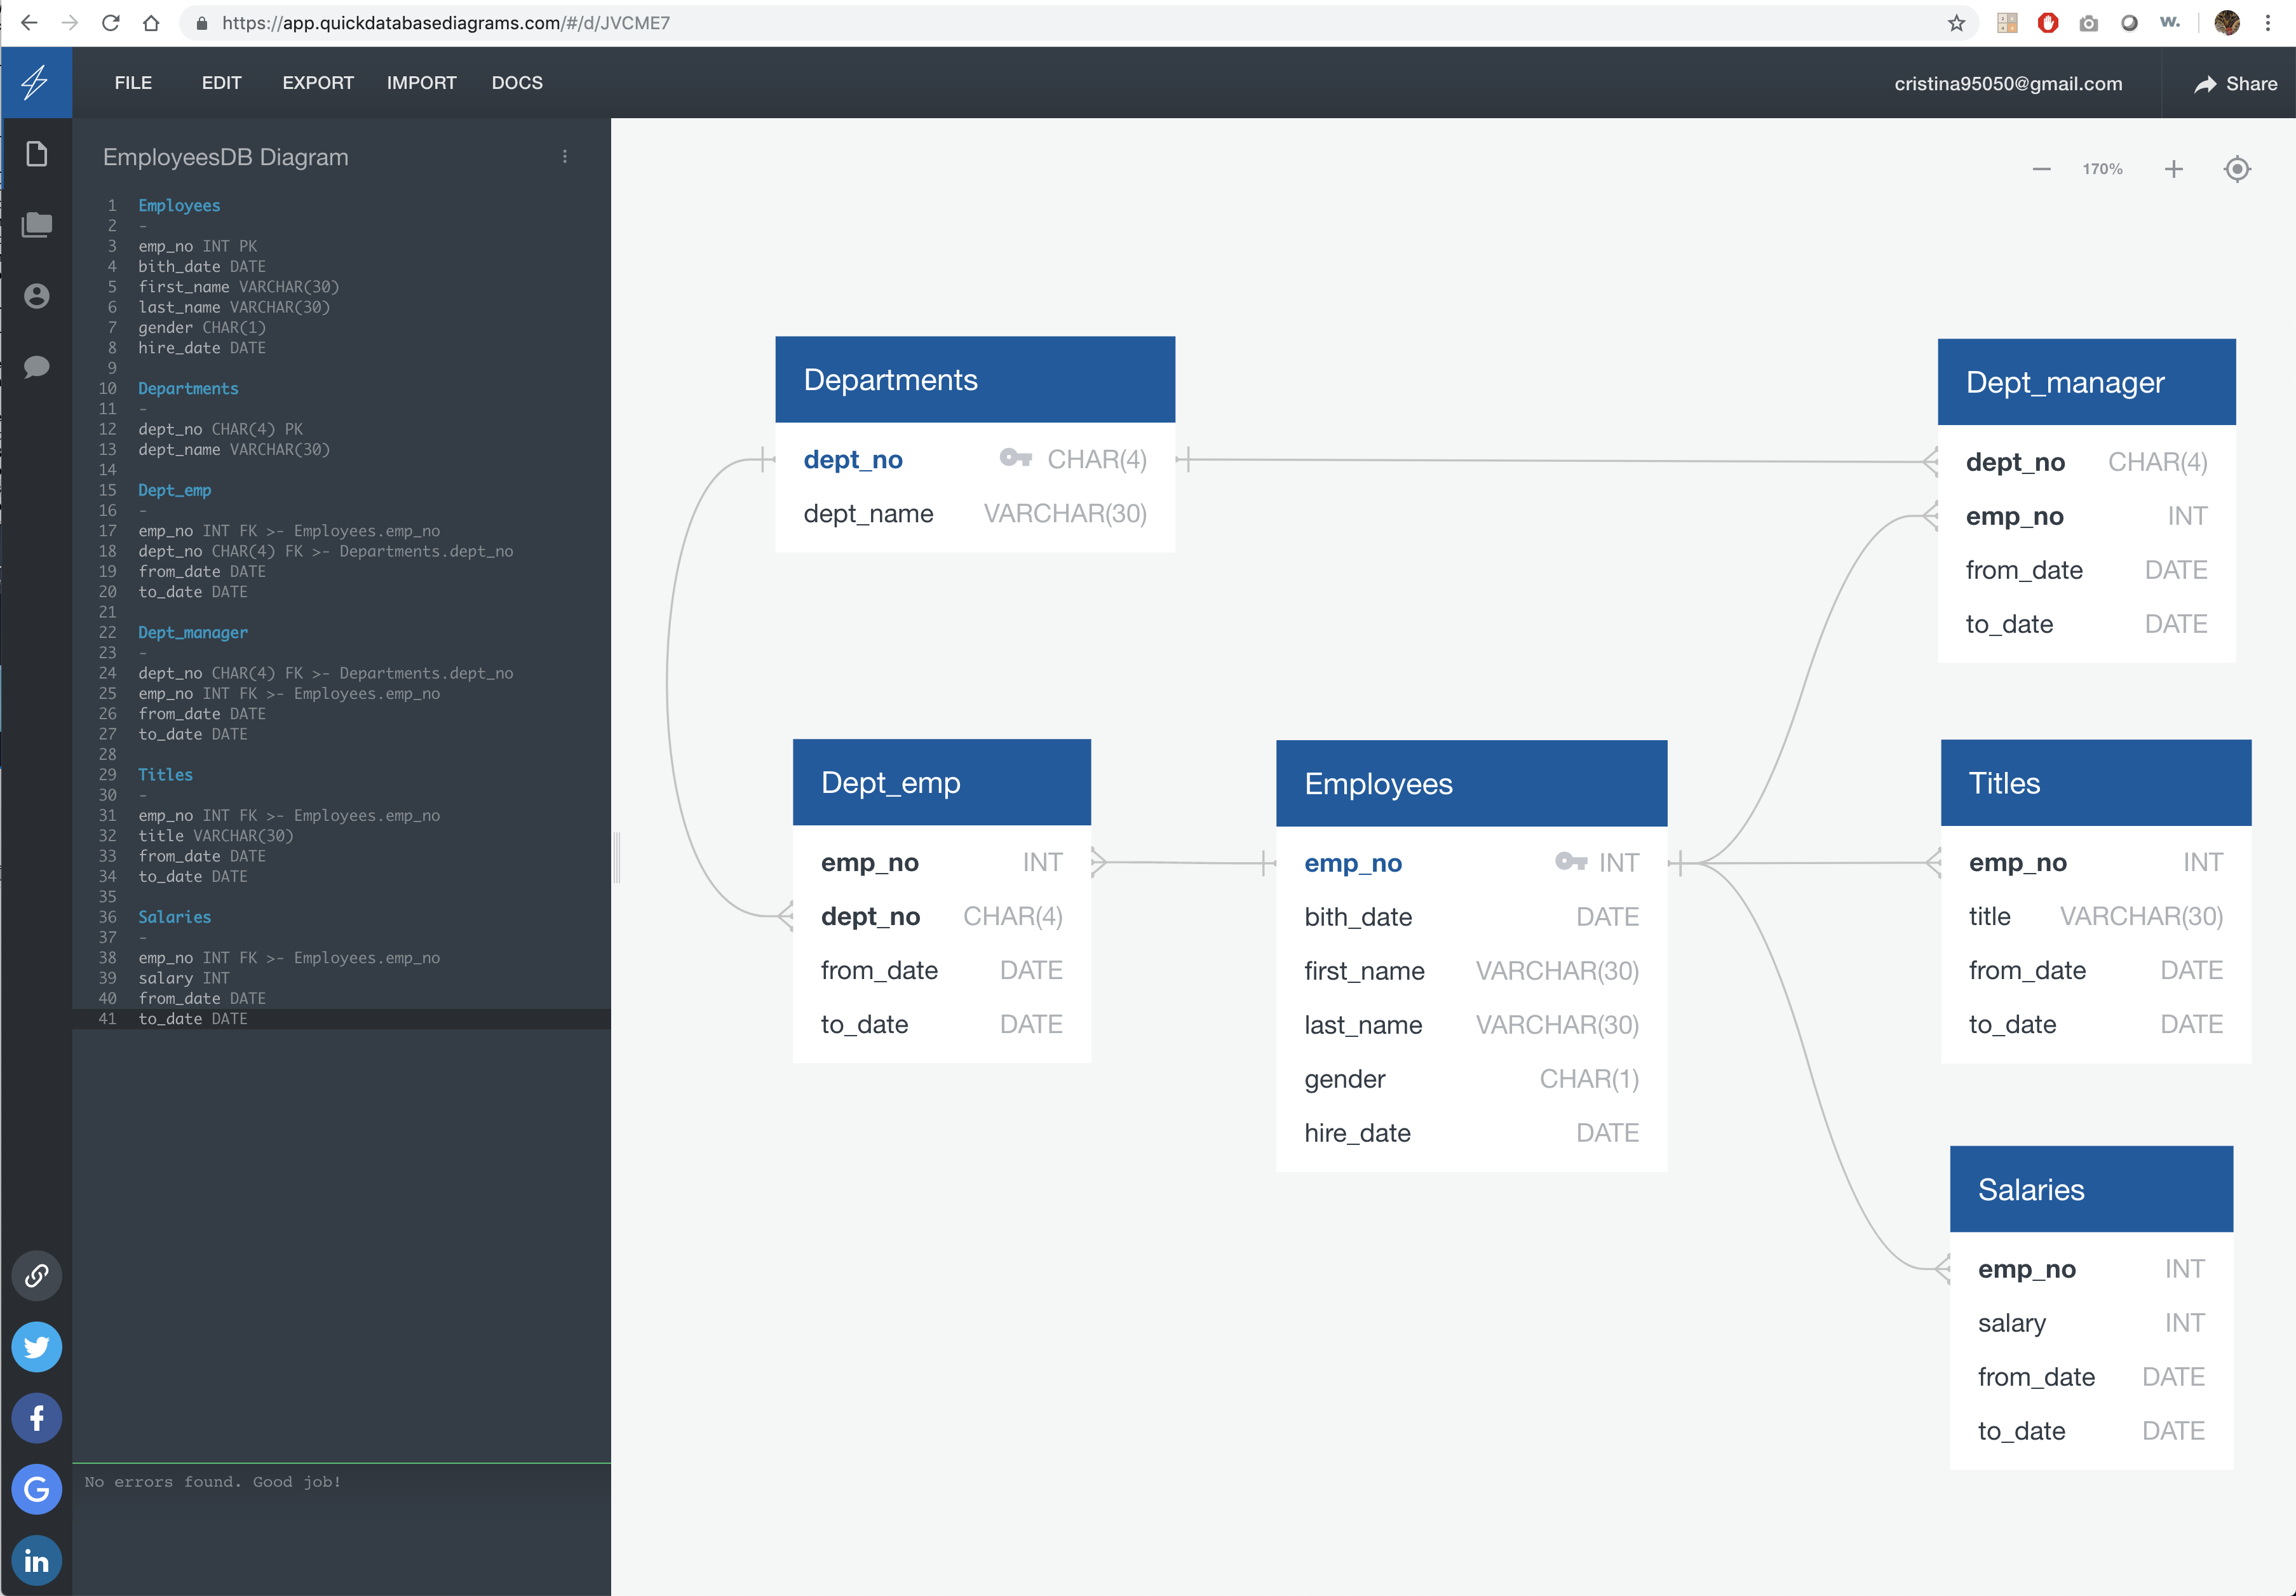 https://app.quickdatabasediagrams.com/#/d/JVCME7
w.
FILE EDIT EXPORT IMPORT DOCS
cristina95050@gmail.com
Share
EmployeesDB Diagram
1 Employees
2 -
3 emp_no INT PK
4 bith_date DATE
5 first_name VARCHAR(30)
6 last_name VARCHAR(30)
7 gender CHAR(1)
8 hire_date DATE
9
10 Departments
11 -
12 dept_no CHAR(4) PK
13 dept_name VARCHAR(30)
14
15 Dept_emp
16 -
17 emp_no INT FK >- Employees.emp_no
18 dept_no CHAR(4) FK >- Departments.dept_no
19 from_date DATE
20 to_date DATE
21
22 Dept_manager
23 -
24 dept_no CHAR(4) FK >- Departments.dept_no
25 emp_no INT FK >- Employees.emp_no
26 from_date DATE
27 to_date DATE
28
29 Titles
30 -
31 emp_no INT FK >- Employees.emp_no
32 title VARCHAR(30)
33 from_date DATE
34 to_date DATE
35
36 Salaries
37 -
38 emp_no INT FK >- Employees.emp_no
39 salary INT
40 from_date DATE
41 to_date DATE
No errors found. Good job!
170%
Departments
dept_no CHAR(4)
dept_name VARCHAR(30)
Dept_manager
dept_no CHAR(4)
emp_no INT
from_date DATE
to_date DATE
Dept_emp
emp_no INT
dept_no CHAR(4)
from_date DATE
to_date DATE
Employees
emp_no INT
bith_date DATE
first_name VARCHAR(30)
last_name VARCHAR(30)
gender CHAR(1)
hire_date DATE
Titles
emp_no INT
title VARCHAR(30)
from_date DATE
to_date DATE
Salaries
emp_no INT
salary INT
from_date DATE
to_date DATE
f
G
in